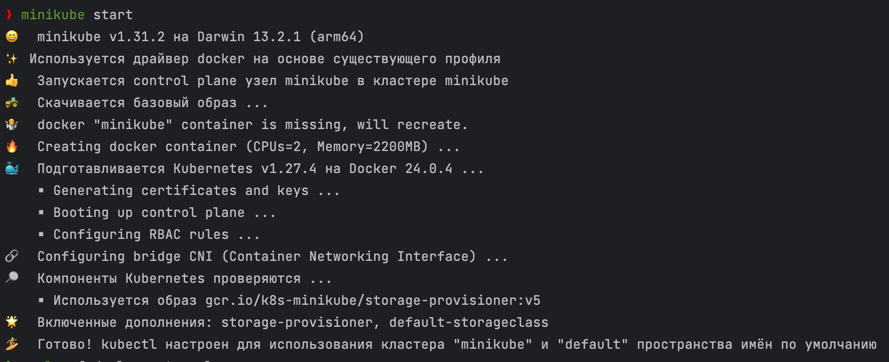 ❯ minikube start
😄  minikube v1.31.2 на Darwin 13.2.1 (arm64)
✨  Используется драйвер docker на основе существующего профиля
👍  Запускается control plane узел minikube в кластере minikube
🚜  Скачивается базовый образ ...
🤷  docker "minikube" container is missing, will recreate.
🔥  Creating docker container (CPUs=2, Memory=2200MB) ...
🐳  Подготавливается Kubernetes v1.27.4 на Docker 24.0.4 ...
▪ Generating certificates and keys ...
▪ Booting up control plane ...
▪ Configuring RBAC rules ...
🔗  Configuring bridge CNI (Container Networking Interface) ...
🔎  Компоненты Kubernetes проверяются ...
▪ Используется образ gcr.io/k8s-minikube/storage-provisioner:v5
🌟  Включенные дополнения: storage-provisioner, default-storageclass
🏄  Готово! kubectl настроен для использования кластера "minikube" и "default" пространства имён по умолчанию